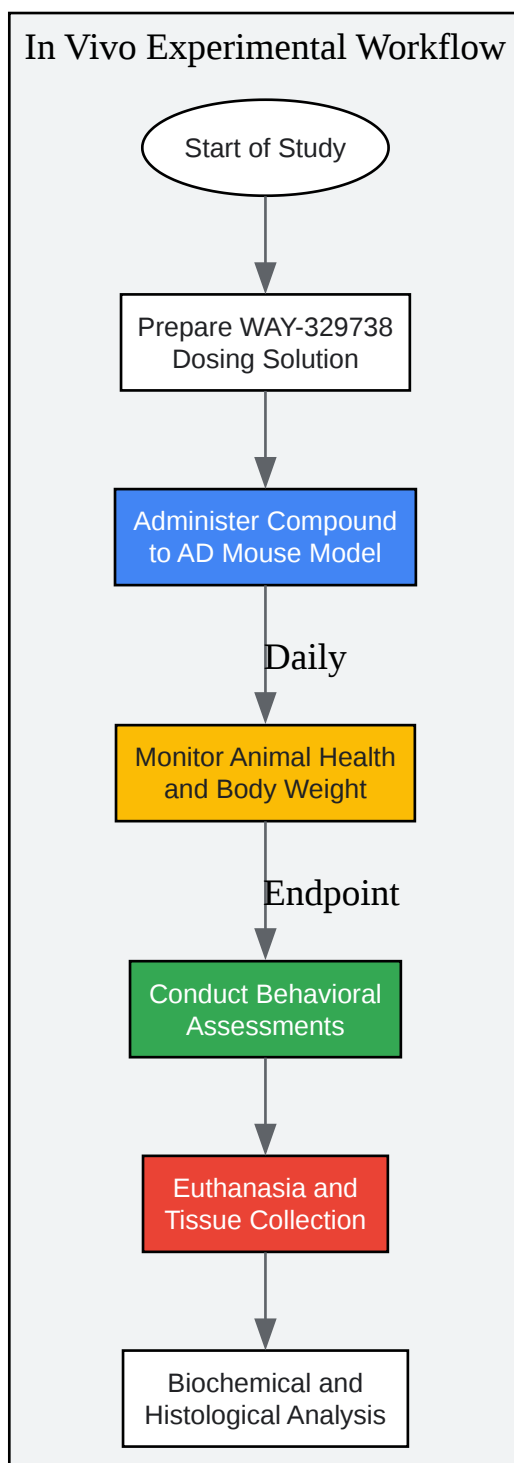 In Vivo Experimental Workflow
Start of Study
Prepare WAY-329738
Dosing Solution
Administer Compound
to AD Mouse Model
Daily
Monitor Animal Health
and Body Weight
Endpoint
Conduct Behavioral
Assessments
Euthanasia and
Tissue Collection
Biochemical and
Histological Analysis